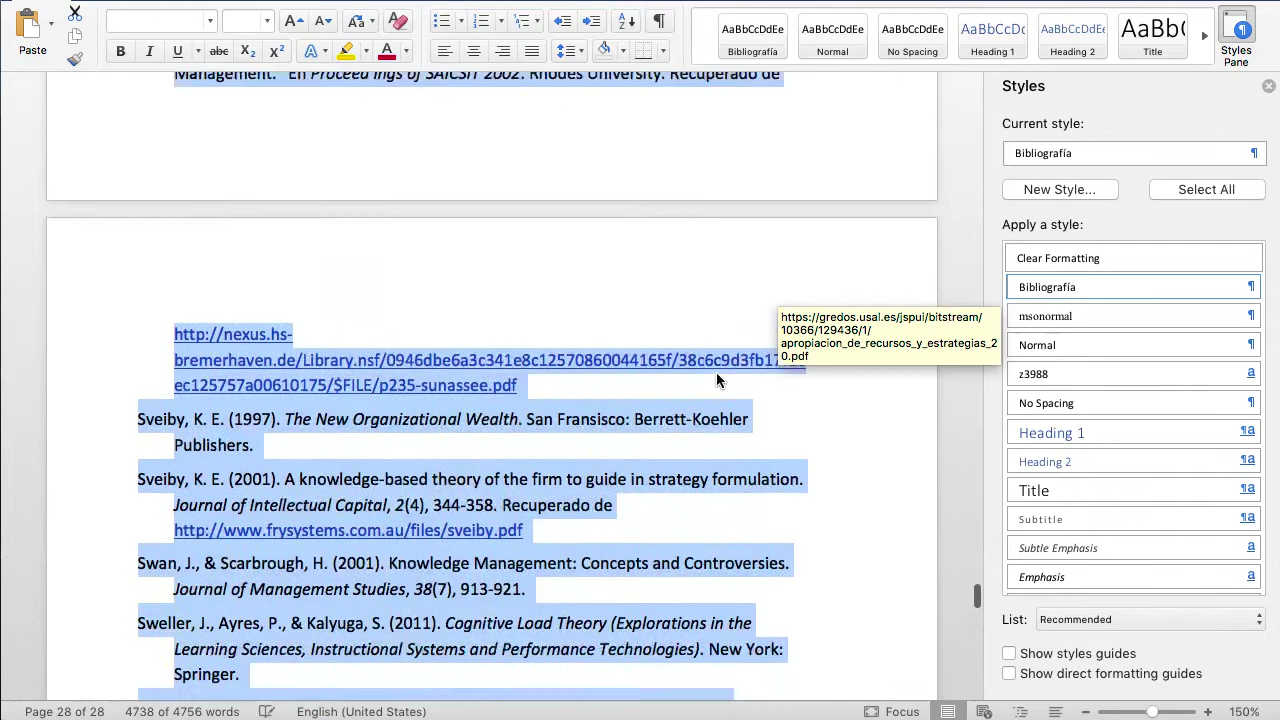 Paste
A A Aa A
B I U abc X2 X2 A A
AaBbCcDdEe AaBbCcDdEe AaBbCcDdEe AaBbCcDc AaBbCcDdEe AaBb(
Bibliografía Normal No Spacing Heading 1 Heading 2 Title
Styles
Pane
Management." En Proceed ings of SAICSIT 2002. Rhodes University. Recuperado de
http://nexus.hs-
bremerhaven.de/Library.nsf/0946dbe6a3c341e8c12570860044165f/38c6c9d3fb17
ec125757a00610175/$FILE/p235-sunassee.pdf
Sveiby, K. E. (1997). The New Organizational Wealth. San Fransisco: Berrett-Koehler
Publishers.
Sveiby, K. E. (2001). A knowledge-based theory of the firm to guide in strategy formulation.
Journal of Intellectual Capital, 2(4), 344-358. Recuperado de
http://www.frysystems.com.au/files/sveiby.pdf
Swan, J., & Scarbrough, H. (2001). Knowledge Management: Concepts and Controversies.
Journal of Management Studies, 38(7), 913-921.
Sweller, J., Ayres, P., & Kalyuga, S. (2011). Cognitive Load Theory (Explorations in the
Learning Sciences, Instructional Systems and Performance Technologies). New York:
Springer.
https://gredos.usal.es/jspui/bitstream/
10366/129436/1/
apropiacion_de_recursos_y_estrategias_2
0.pdf
Styles
Current style:
Bibliografía ¶
New Style... Select All
Apply a style:
Clear Formatting
Bibliografía ¶
msonormal ¶
Normal ¶
z3988 a
No Spacing ¶
Heading 1 ¶a
Heading 2 ¶a
Title ¶a
Subtitle ¶a
Subtle Emphasis a
Emphasis a
List: Recommended
Show styles guides
Show direct formatting guides
Page 28 of 28 4738 of 4756 words English (United States) Focus 150%